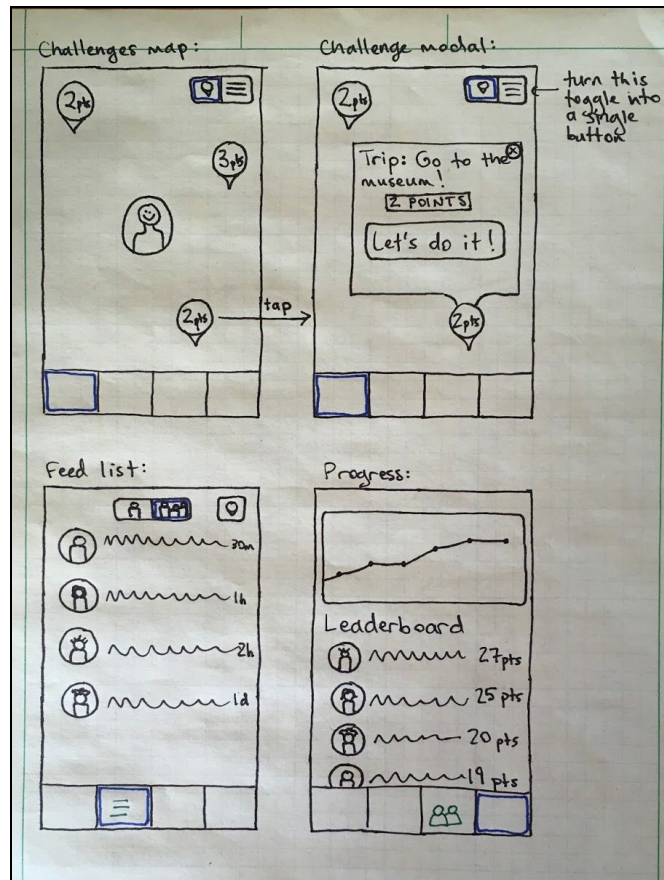 Challenges map:
2pts
3pts
2pts
tap
Challenge modal:
turn this
toggle into
a single
button
2pts
Trip: Go to the
museum!
2 POINTS
Let's do it!
2pts
Feed list:
30m
1h
2h
1d
Progress:
Leaderboard
27pts
25 pts
20 pts
19 pts